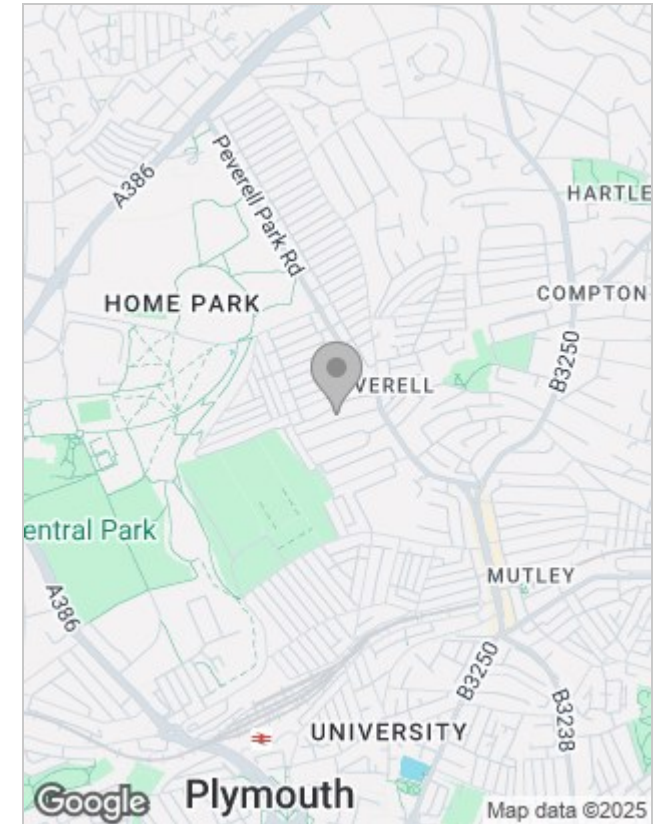 A386
Peverell Park Rd
HARTLE
HOME PARK
COMPTON
B3250
VERELL
entral Park
MUTLEY
A386
B3250
B3238
UNIVERSITY
Plymouth
Google
Map data ©2025